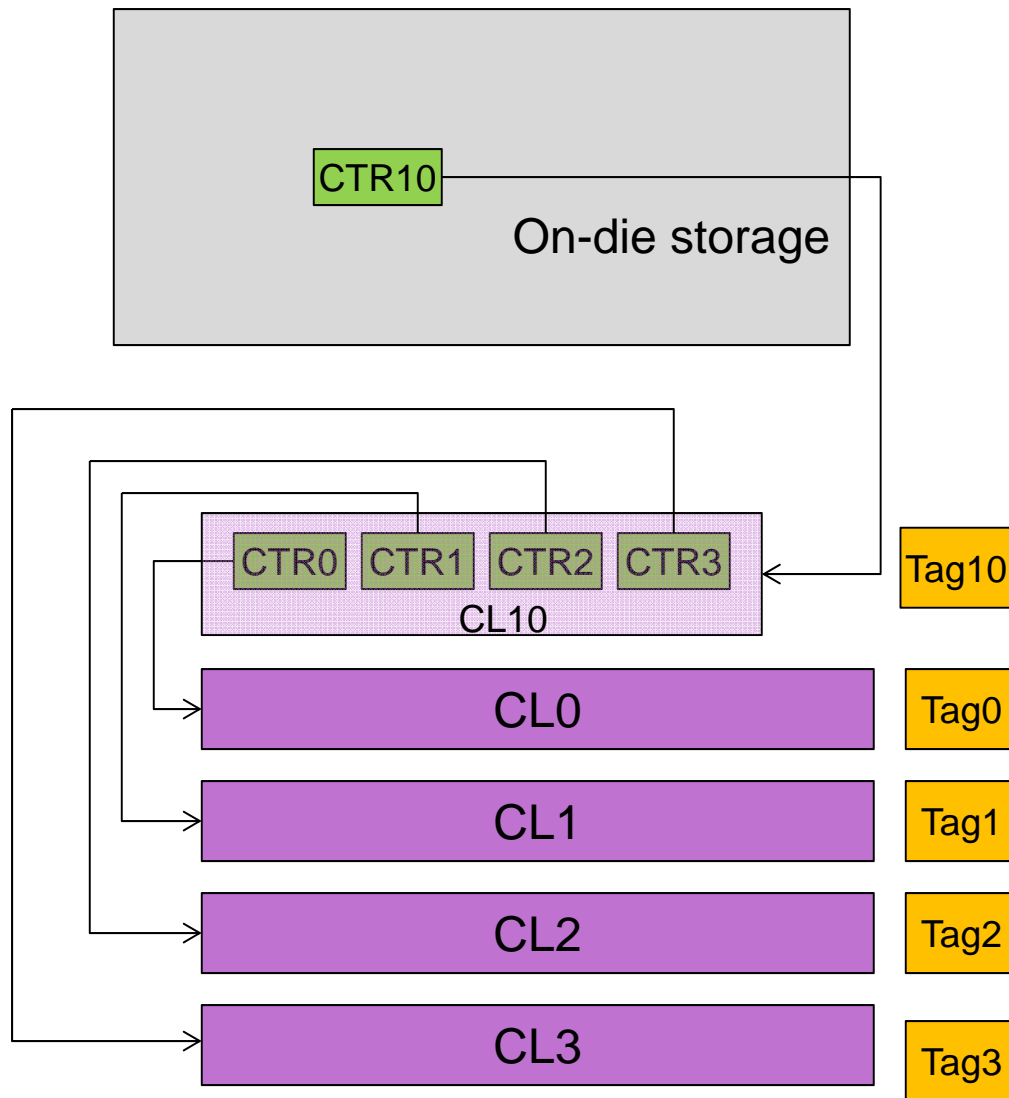 CTR10
On-die storage
CTR0 CTR1 CTR2 CTR3
CL10
Tag10
CL0
Tag0
CL1
Tag1
CL2
Tag2
CL3
Tag3